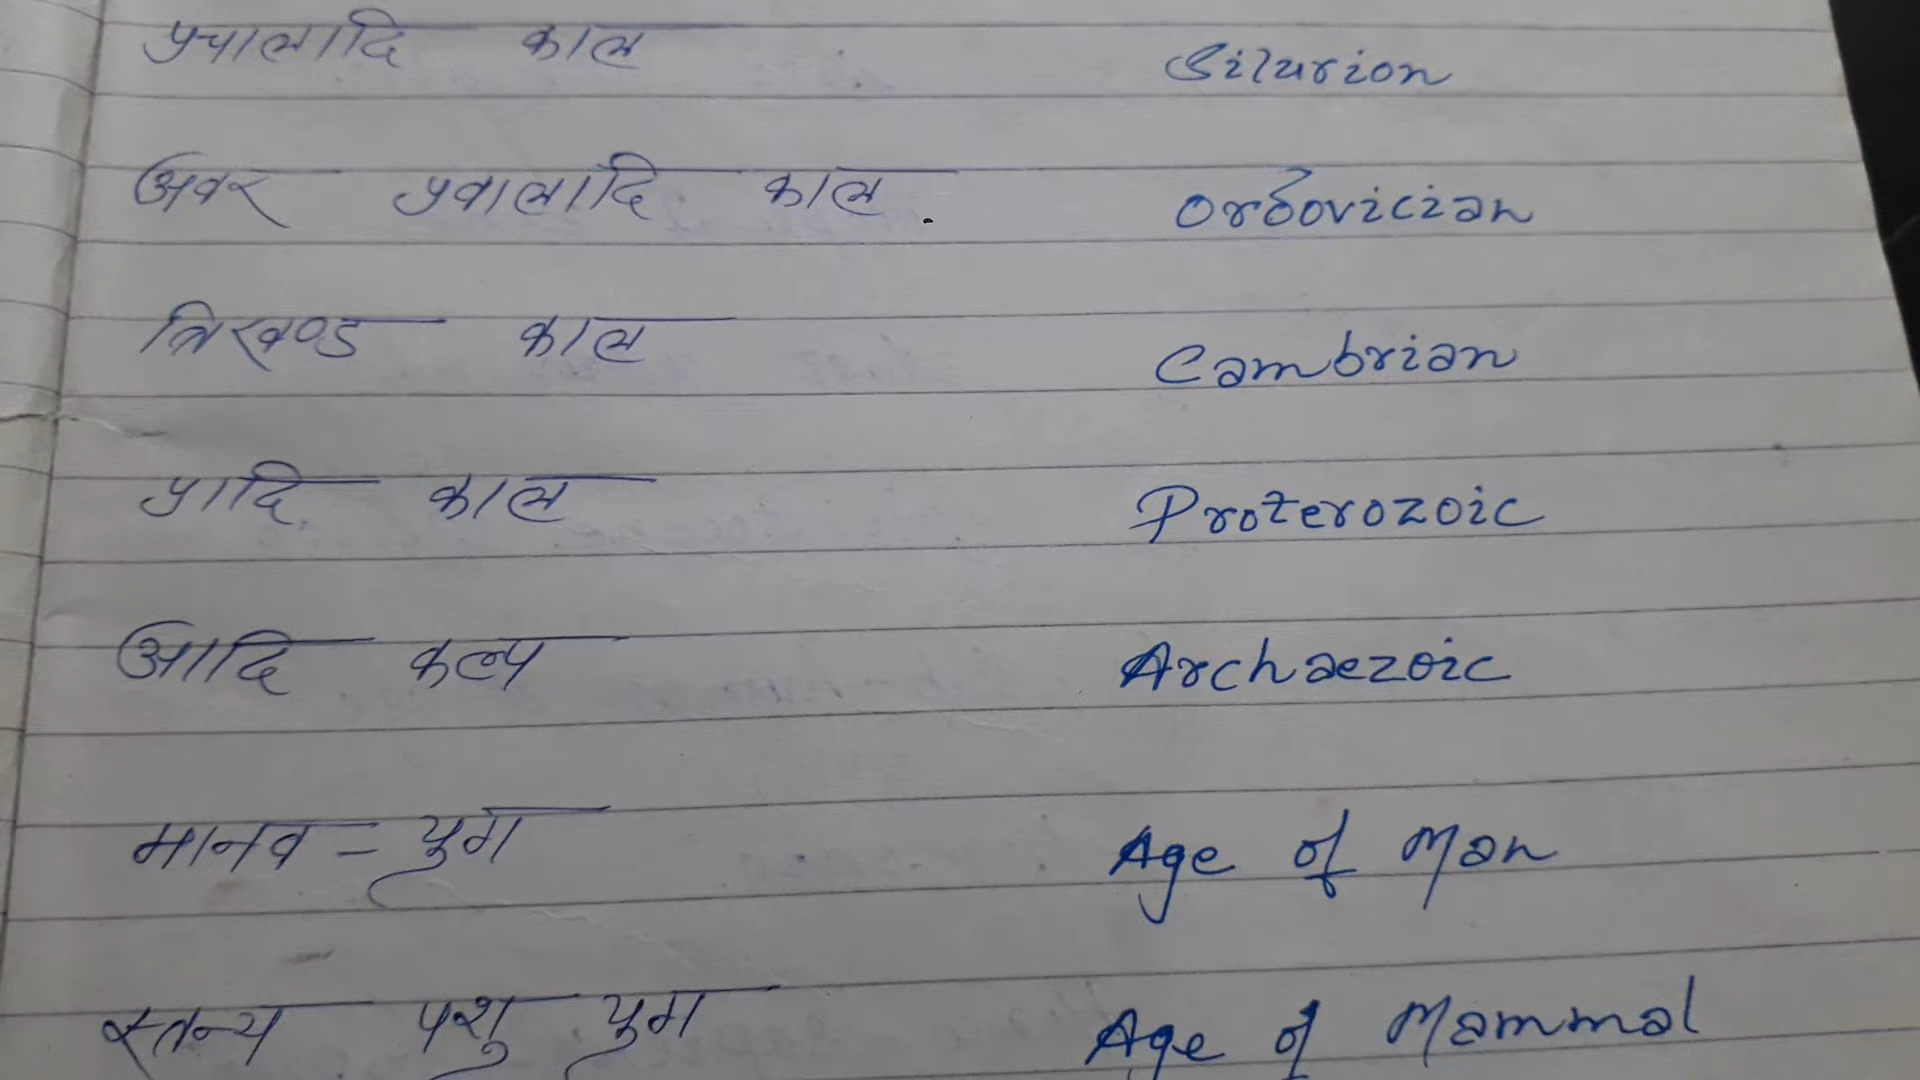 प्रवालादि काल Silurion
अवर प्रवालादि काल. Ordovician
त्रिखण्ड काल Cambrian
प्रादि काल Proterozoic
आदि कल्प Archaezoic
मानव - युग Age of Man
स्तन्य पशु युग Age of Mammal